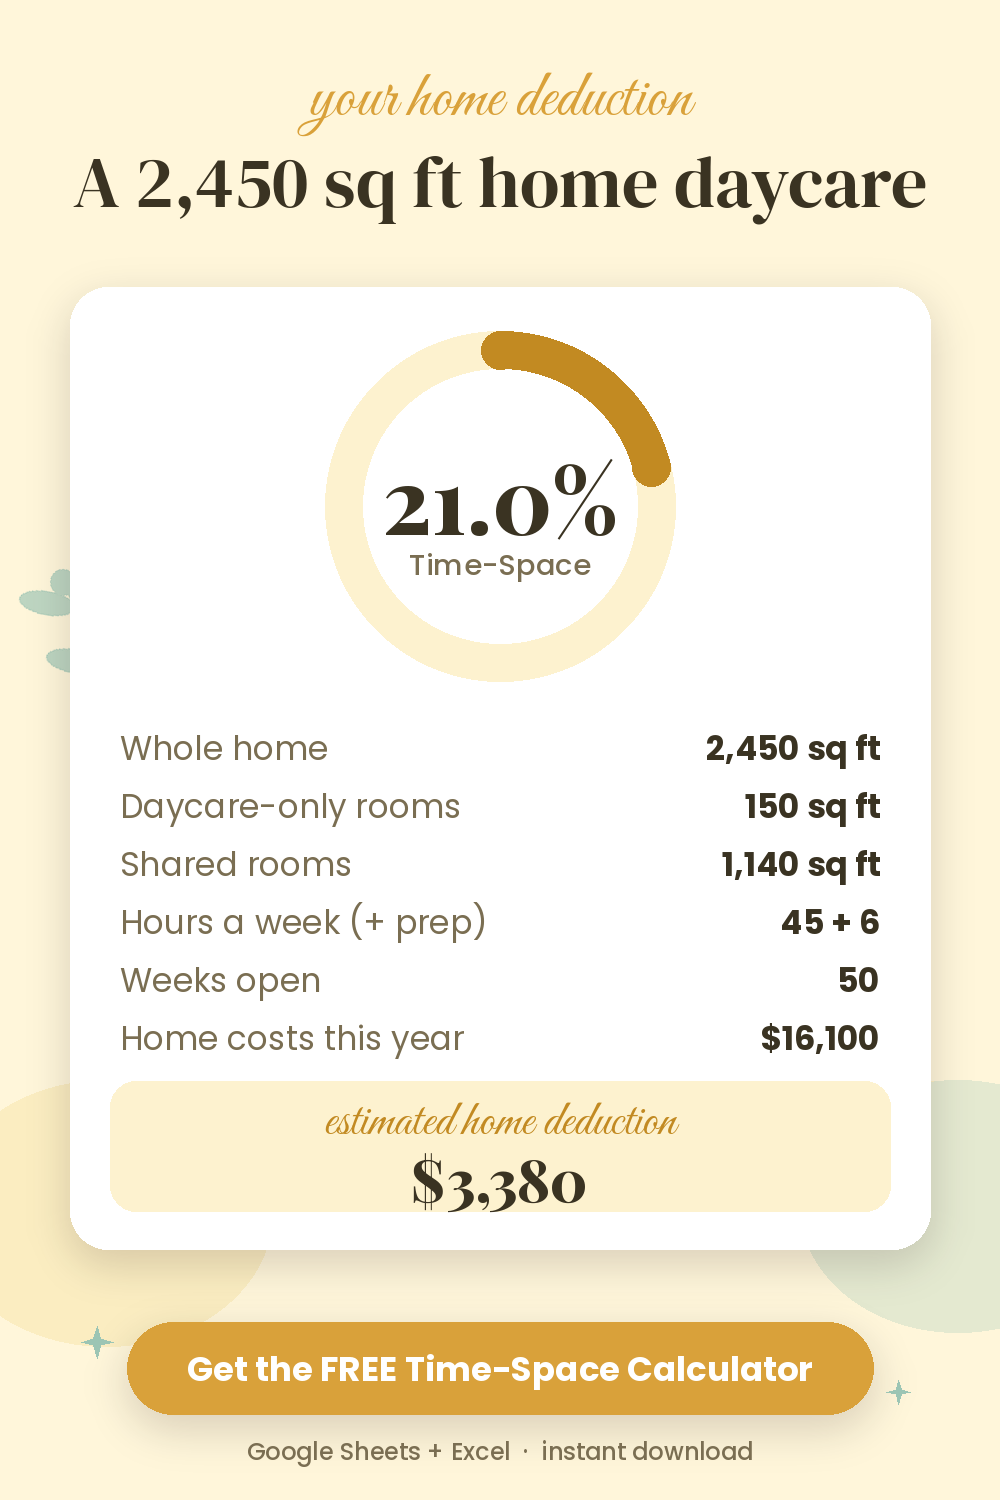 your home deduction
A 2,450 sq ft home daycare
21.0%
Time-Space
Whole home 2,450 sq ft
Daycare-only rooms 150 sq ft
Shared rooms 1,140 sq ft
Hours a week (+ prep) 45 + 6
Weeks open 50
Home costs this year $16,100
estimated home deduction
$3,380
Get the FREE Time-Space Calculator
Google Sheets + Excel · instant download